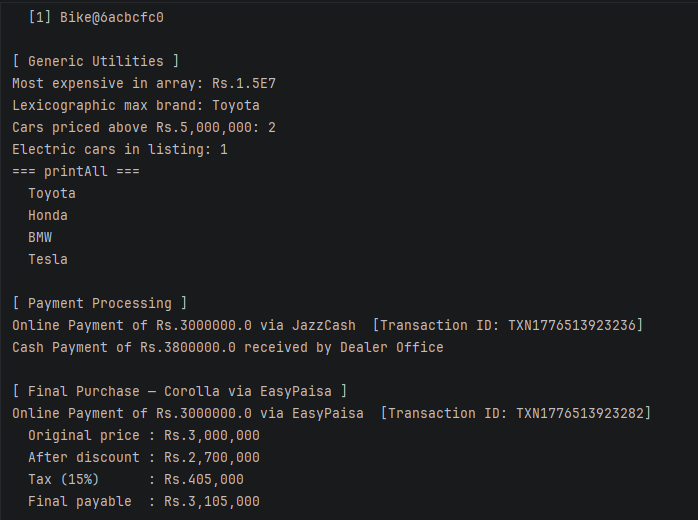 [1] Bike@6acbcfc0
[ Generic Utilities ]
Most expensive in array: Rs.1.5E7
Lexicographic max brand: Toyota
Cars priced above Rs.5,000,000: 2
Electric cars in listing: 1
=== printAll ===
Toyota
Honda
BMW
Tesla
[ Payment Processing ]
Online Payment of Rs.3000000.0 via JazzCash  [Transaction ID: TXN1776513923236]
Cash Payment of Rs.3800000.0 received by Dealer Office
[ Final Purchase — Corolla via EasyPaisa ]
Online Payment of Rs.3000000.0 via EasyPaisa  [Transaction ID: TXN1776513923282]
Original price : Rs.3,000,000
After discount : Rs.2,700,000
Tax (15%)      : Rs.405,000
Final payable  : Rs.3,105,000